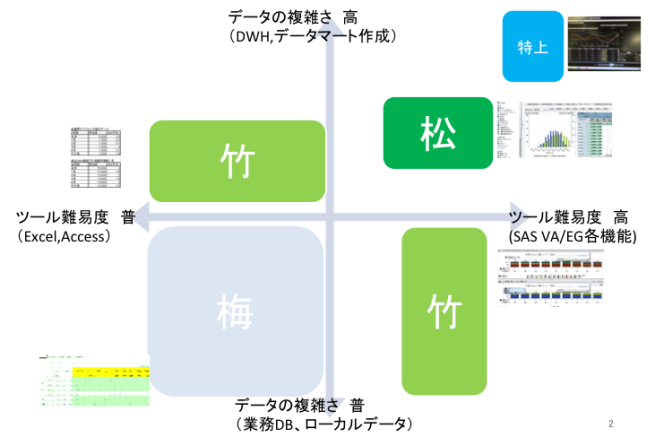 データの複雑さ 高
（DWH,データマート作成）
特上
松
竹
ツール難易度 普
（Excel,Access）
ツール難易度 高
(SAS VA/EG各機能)
梅
竹
データの複雑さ 普
（業務DB、ローカルデータ）
2